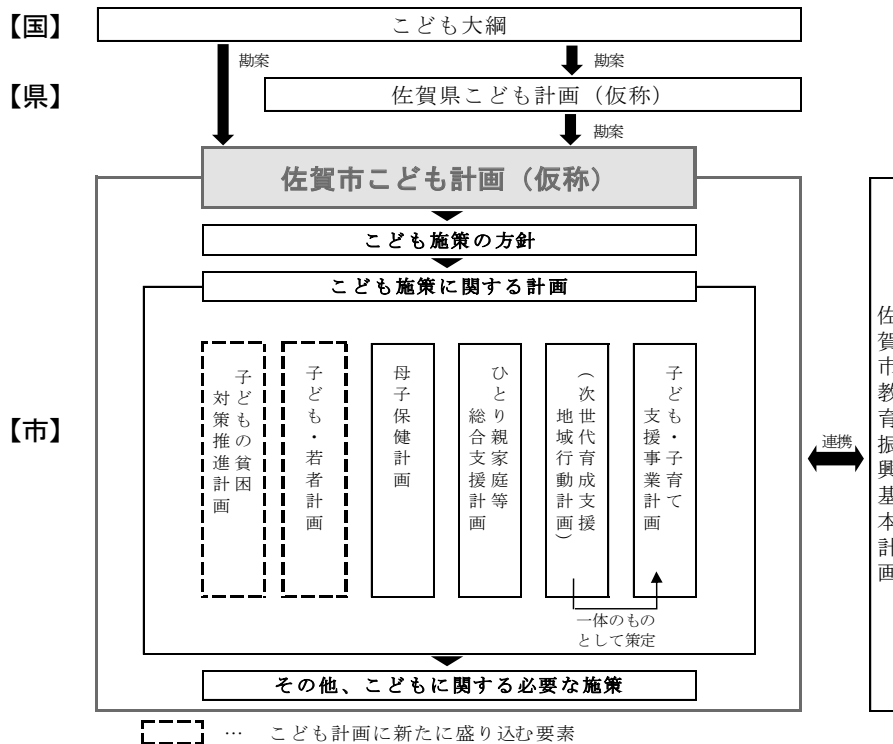 【国】
こども大綱
勘案
勘案
【県】
佐賀県こども計画（仮称）
勘案
佐賀市こども計画（仮称）
こども施策の方針
こども施策に関する計画
【市】
子ども・子育て
支援事業計画
（次世代育成支援
地域行動計画）
ひとり親家庭等
総合支援計画
母子保健計画
子ども・若者計画
子どもの貧困
対策推進計画
一体のもの
として策定
連携
佐賀市教育振興基本計画
その他、こどもに関する必要な施策
… こども計画に新たに盛り込む要素